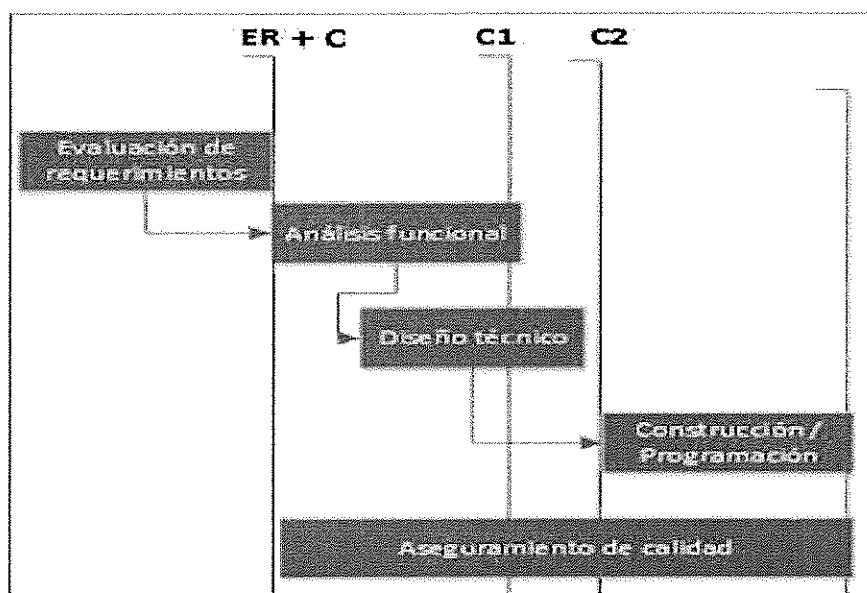 ER + C C1 C2
Evaluación de
requerimientos
Análisis funcional
Diseño técnico
Construcción /
Programación
Aseguramiento de calidad